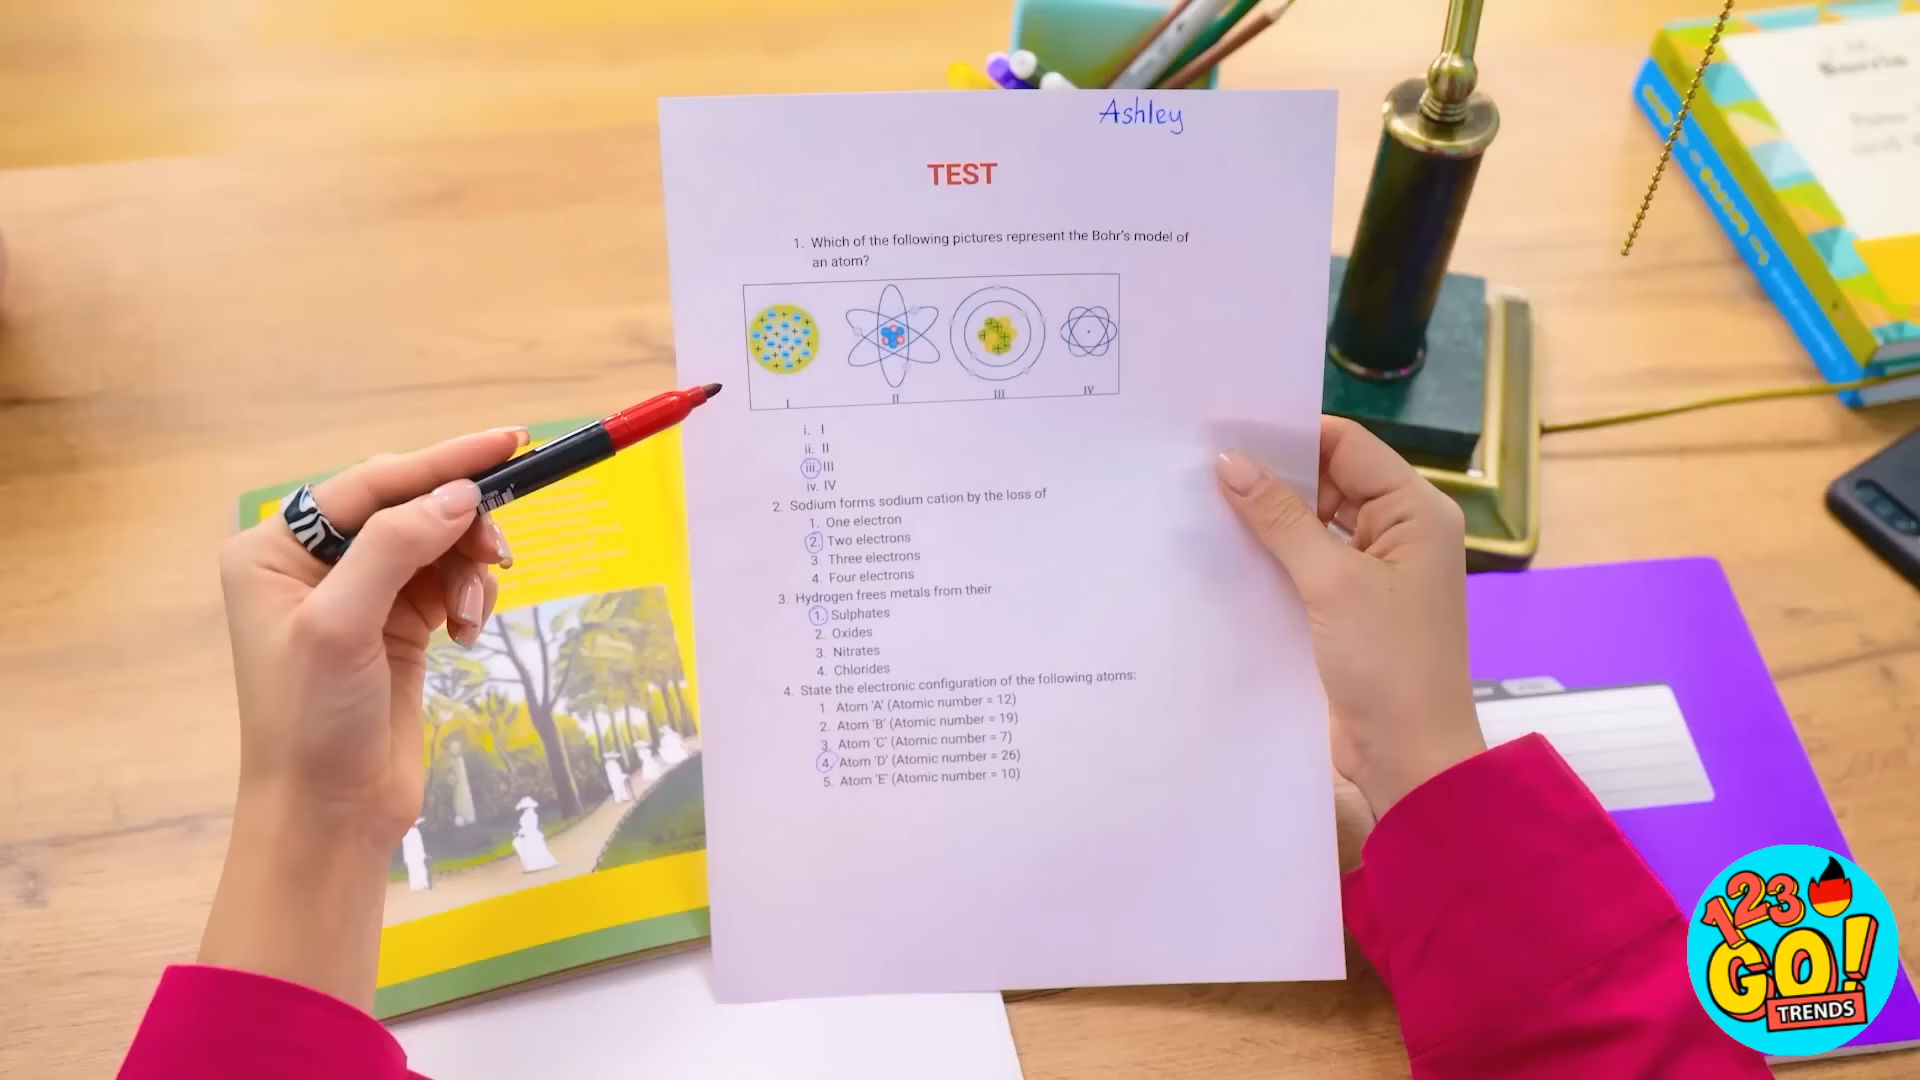 Ashley
TEST
1. Which of the following pictures represent the Bohr's model of
an atom?
I II III IV
i. I
ii. II
iii. III
iv. IV
2. Sodium forms sodium cation by the loss of
1. One electron
2. Two electrons
3. Three electrons
4. Four electrons
3. Hydrogen frees metals from their
1. Sulphates
2. Oxides
3. Nitrates
4. Chlorides
4. State the electronic configuration of the following atoms:
1. Atom 'A' (Atomic number = 12)
2. Atom 'B' (Atomic number = 19)
3. Atom 'C' (Atomic number = 7)
4. Atom 'D' (Atomic number = 26)
5. Atom 'E' (Atomic number = 10)
123
GO!
TRENDS